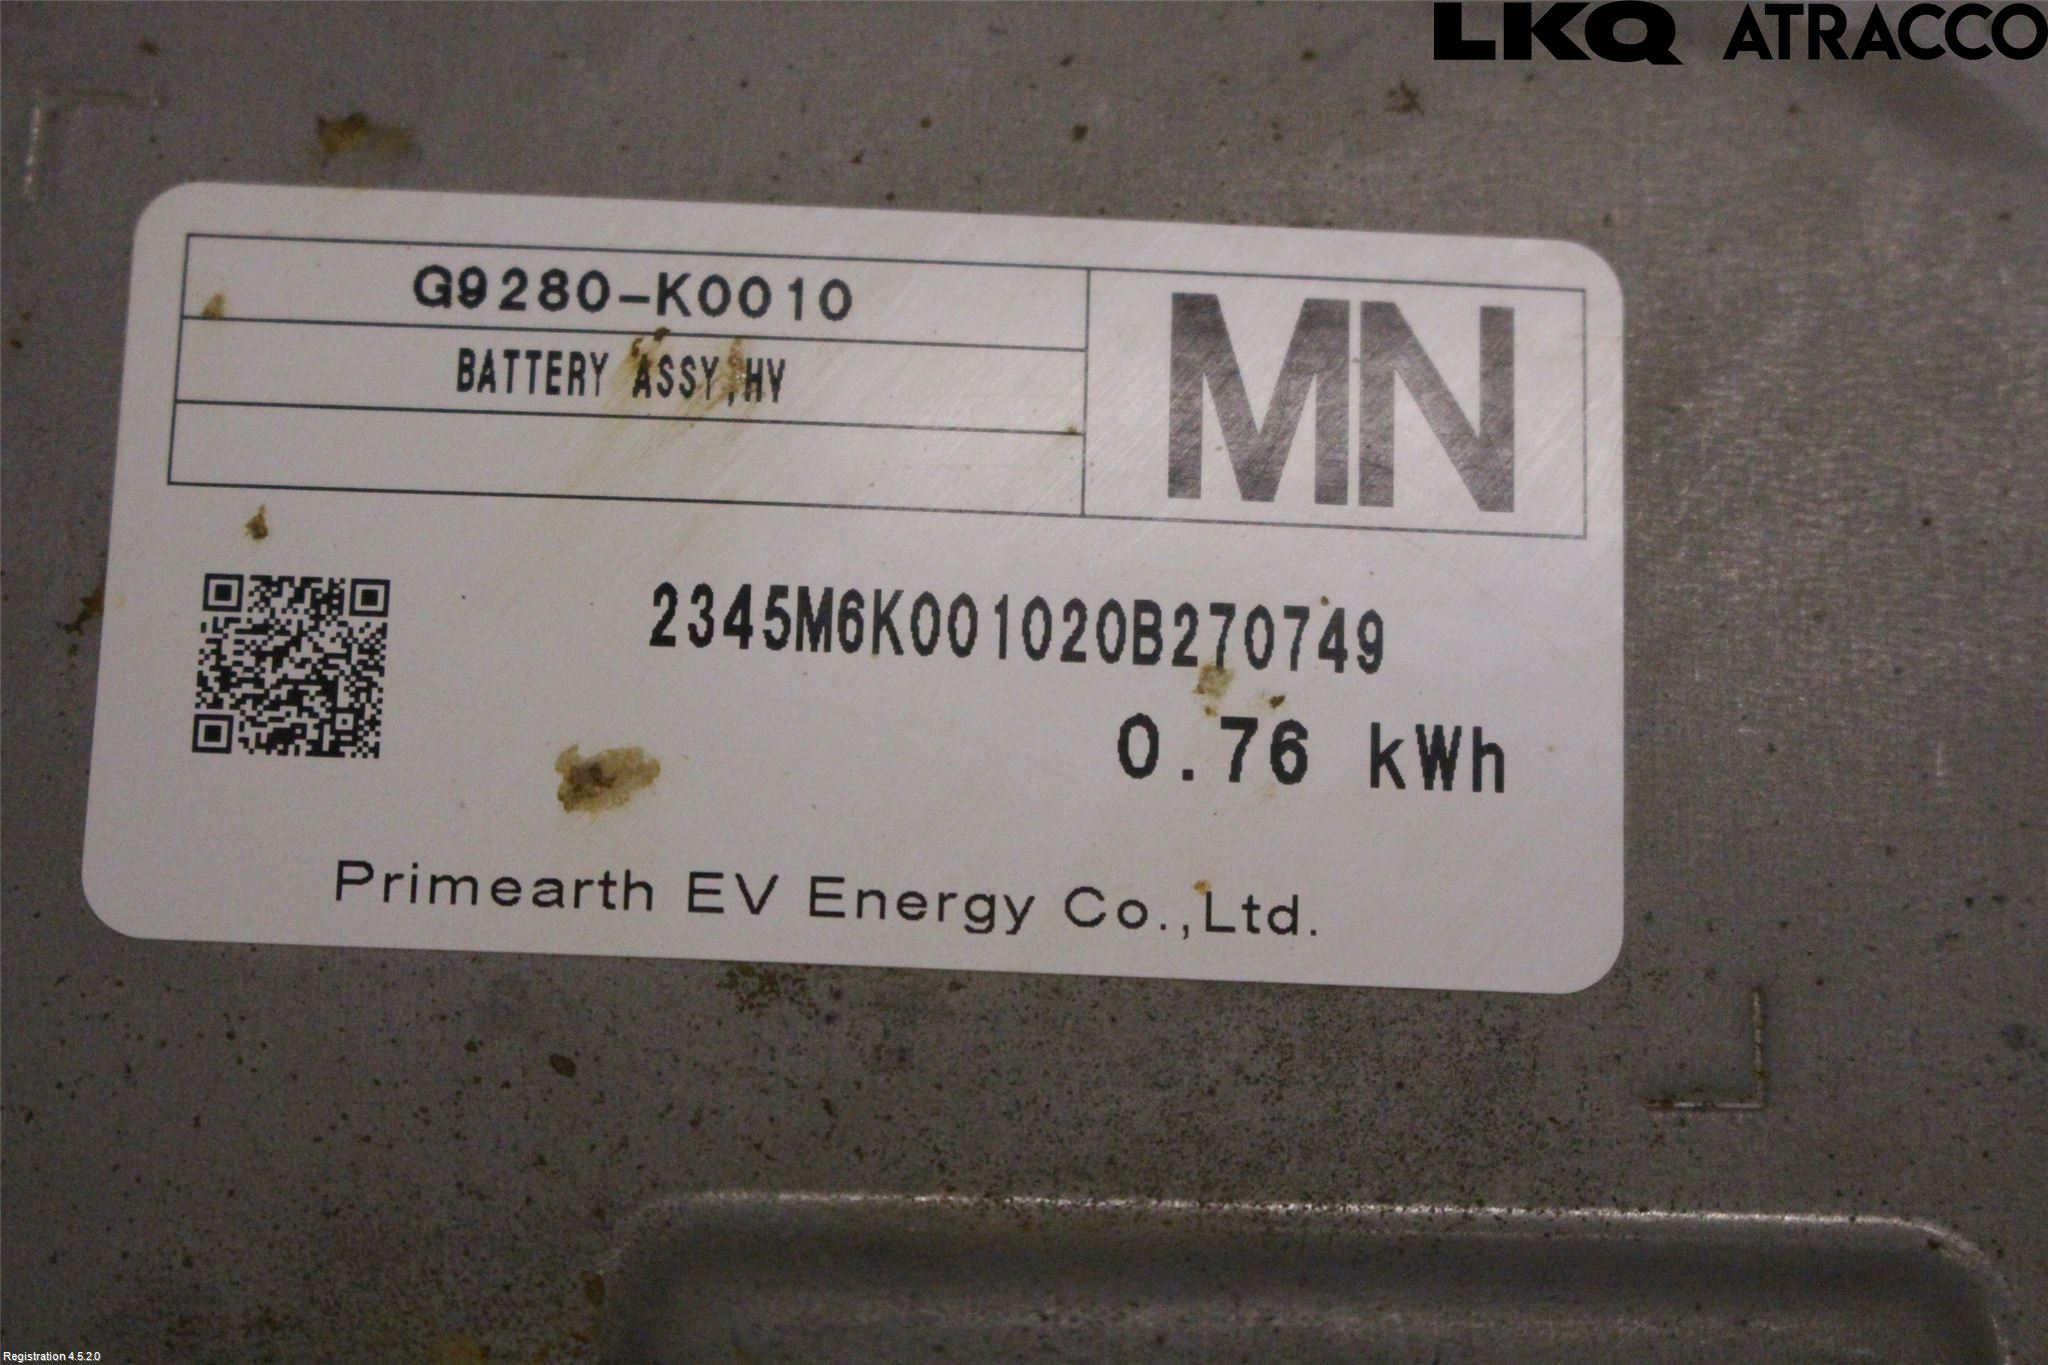 LKQ ATRACCO
G9280-K0010
BATTERY ASSY,HV
MN
2345M6K001020B270749
0.76 kWh
Primearth EV Energy Co.,Ltd.
Registration 4.5.2.0